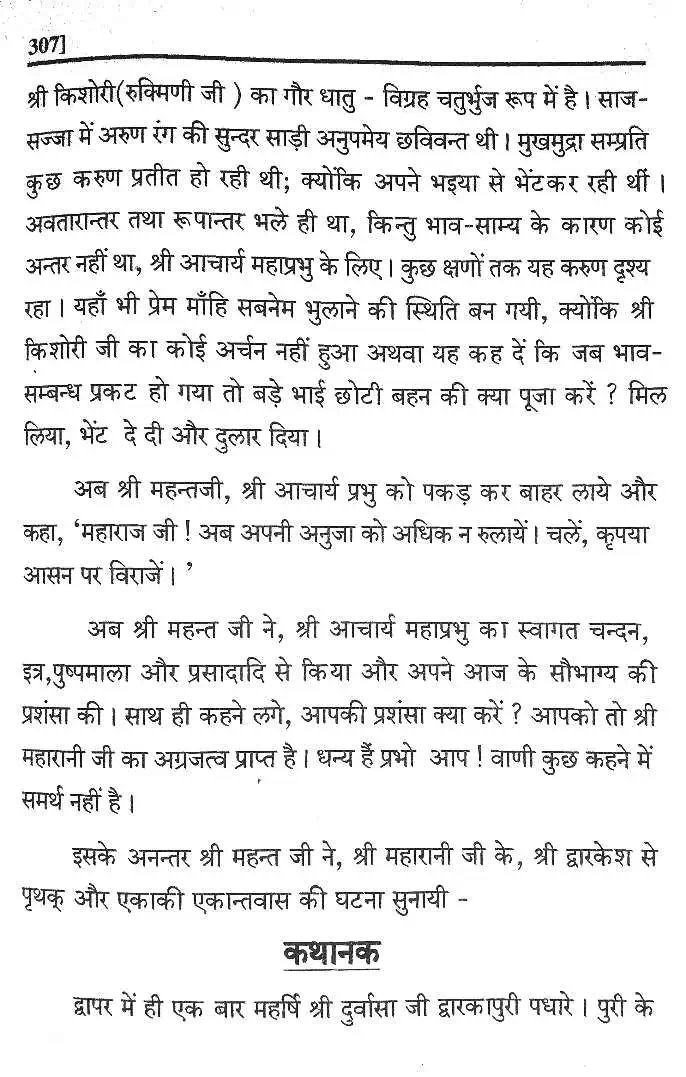 307]
श्री किशोरी(रुक्मिणी जी ) का गौर धातु - विग्रह चतुर्भुज रूप में है। साज-
सज्जा में अरुण रंग की सुन्दर साड़ी अनुपमेय छविवन्त थी। मुखमुद्रा सम्प्रति
कुछ करुण प्रतीत हो रही थी; क्योंकि अपने भइया से भेंटकर रही थीं।
अवतारान्तर तथा रूपान्तर भले ही था, किन्तु भाव-साम्य के कारण कोई
अन्तर नहीं था, श्री आचार्य महाप्रभु के लिए। कुछ क्षणों तक यह करुण दृश्य
रहा। यहाँ भी प्रेम माँहि सबनेम भुलाने की स्थिति बन गयी, क्योंकि श्री
किशोरी जी का कोई अर्चन नहीं हुआ अथवा यह कह दें कि जब भाव-
सम्बन्ध प्रकट हो गया तो बड़े भाई छोटी बहन की क्या पूजा करें ? मिल
लिया, भेंट दे दी और दुलार दिया।
अब श्री महन्तजी, श्री आचार्य प्रभु को पकड़ कर बाहर लाये और
कहा, ‘महाराज जी ! अब अपनी अनुजा को अधिक न रुलायें। चलें, कृपया
आसन पर विराजें। ’
अब श्री महन्त जी ने, श्री आचार्य महाप्रभु का स्वागत चन्दन,
इत्र,पुष्पमाला और प्रसादादि से किया और अपने आज के सौभाग्य की
प्रशंसा की। साथ ही कहने लगे, आपकी प्रशंसा क्या करें ? आपको तो श्री
महारानी जी का अग्रजत्व प्राप्त है। धन्य हैं प्रभो आप ! वाणी कुछ कहने में
समर्थ नहीं है।
इसके अनन्तर श्री महन्त जी ने, श्री महारानी जी के, श्री द्वारकेश से
पृथक् और एकाकी एकान्तवास की घटना सुनायी -
कथानक
द्वापर में ही एक बार महर्षि श्री दुर्वासा जी द्वारकापुरी पधारे। पुरी के